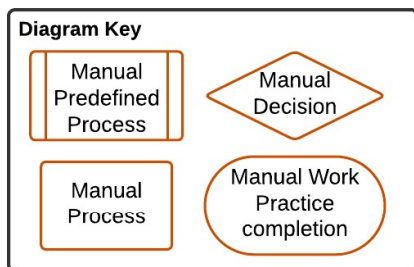 Diagram Key
Manual
Predefined
Process
Manual
Decision
Manual
Process
Manual Work
Practice
completion